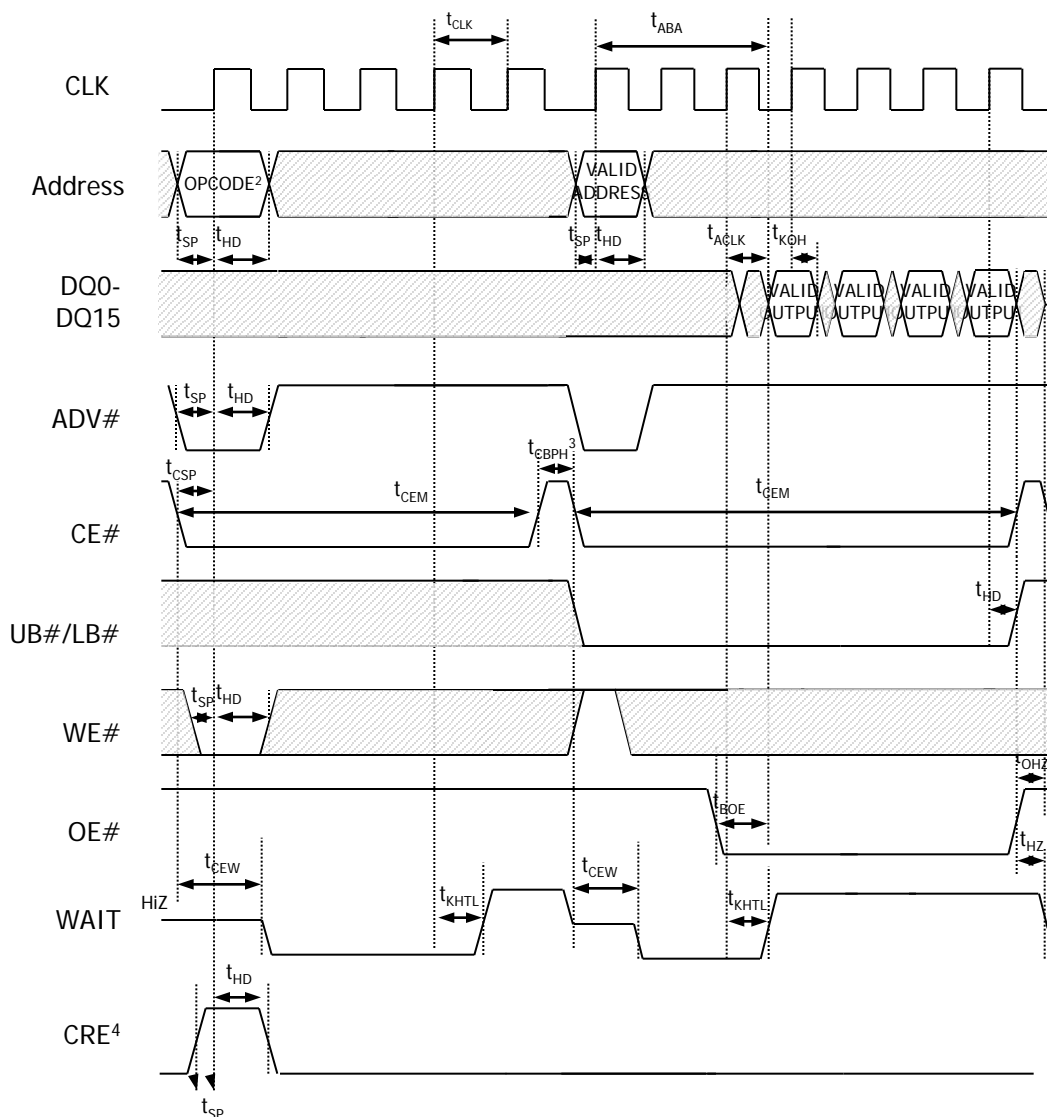 tCLK
tABA
CLK
Address
OPCODE2
VALID
ADDRESS
tSP tHD
tSP tHD
tACLK tKOH
DQ0-
DQ15
VALID VALID VALID VALID
OUTPUT OUTPUT OUTPUT OUTPUT
ADV#
tSP tHD
tCBPH3
tCSP
tCEM
tCEM
CE#
UB#/LB#
tHD
WE#
tSP tHD
tOHZ
OE#
tBOE
tHZ
tCEW
tCEW
HiZ
WAIT
tKHTL
tKHTL
tHD
CRE4
tSP